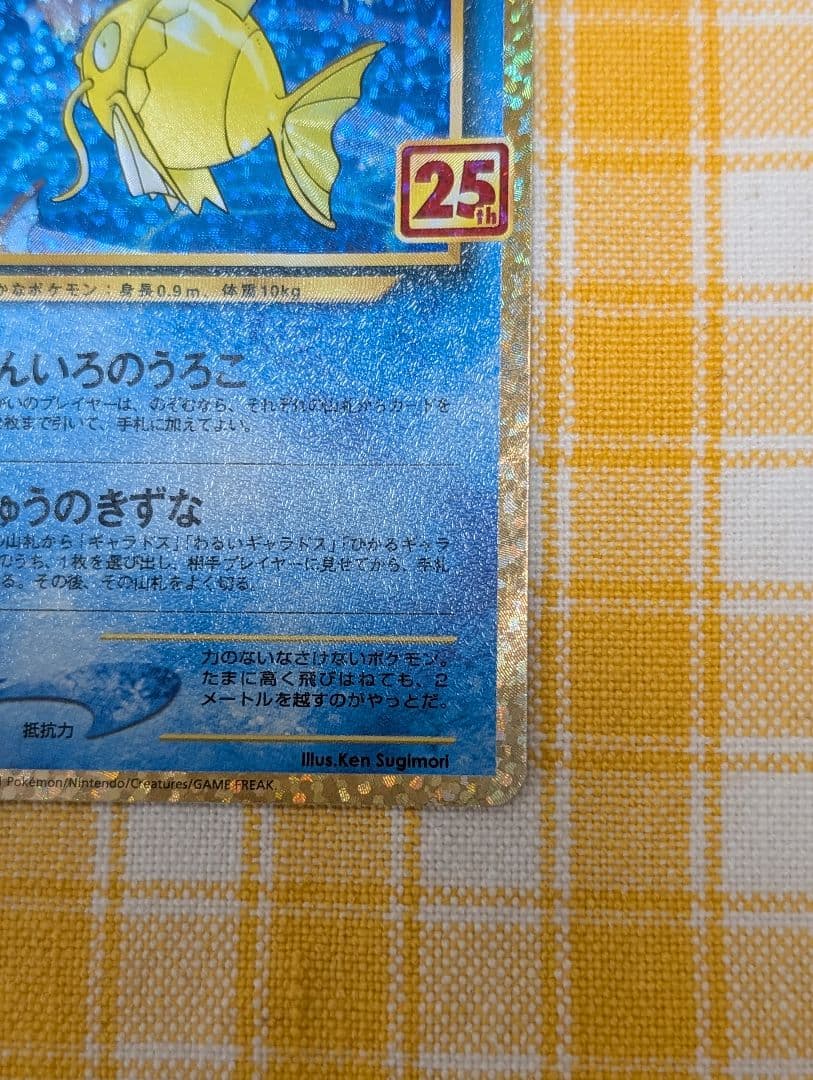 25th
かなポケモン：身長0.9m、体重10kg
んいろのうろこ
がいのプレイヤーは、のぞむなら、それぞれの山札からカードを
枚まで引いて、手札に加えてよい。
ゅうのきずな
山札から「ギャラドス」「わるいギャラドス」「ひかるギャラ
のうち、1枚を選び出し、相手プレイヤーに見せてから、手札
る。その後、その山札をよく切る。
力のないなさけないポケモン。
たまに高く飛びはねても、2
メートルを越すのがやっとだ。
抵抗力
Illus.Ken Sugimori
Pokémon/Nintendo/Creatures/GAME FREAK.